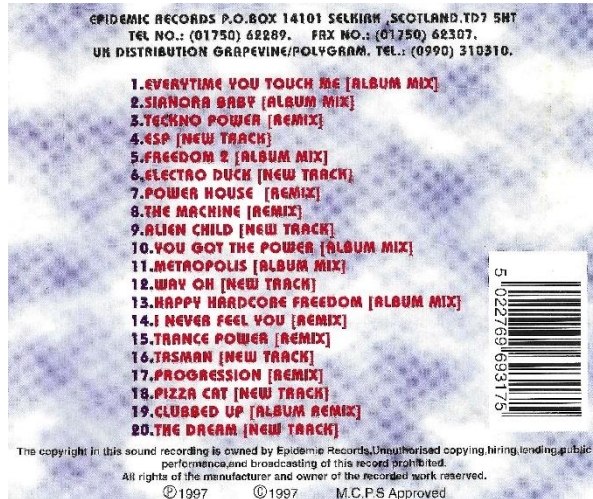 EPIDEMIC RECORDS P.O.BOX 14101 SELKIRK ,SCOTLAND.TD7 5HT
TEL NO.: (01750) 62289. FAX NO.: (01750) 62307.
UK DISTRIBUTION GRAPEVINE/POLYGRAM. TEL.: (0990) 310310.
1.EVERYTIME YOU TOUCH ME [ALBUM MIX]
2.SIANORA BABY [ALBUM MIX]
3.TECKNO POWER [REMIX]
4.ESP [NEW TRACK]
5.FREEDOM 2 [ALBUM MIX]
6.ELECTRO DUCK [NEW TRACK]
7.POWER HOUSE [REMIX]
8.THE MACHINE [REMIX]
9.ALIEN CHILD [NEW TRACK]
10.YOU GOT THE POWER [ALBUM MIX]
11.METROPOLIS [ALBUM MIX]
12.WAY OH [NEW TRACK]
13.HAPPY HARDCORE FREEDOM [ALBUM MIX]
14.I NEVER FEEL YOU [REMIX]
15.TRANCE POWER [REMIX]
16.TASMAN [NEW TRACK]
17.PROGRESSION [REMIX]
18.PIZZA CAT [NEW TRACK]
19.CLUBBED UP [ALBUM REMIX]
20.THE DREAM [NEW TRACK]
5 022769 693175
The copyright in this sound recording is owned by Epidemic Records,Unauthorised copying,hiring,lending,public
performance,and broadcasting of this record prohibited.
All rights of the manufacturer and owner of the recorded work reserved.
Ⓟ1997 ©1997 M.C.P.S Approved